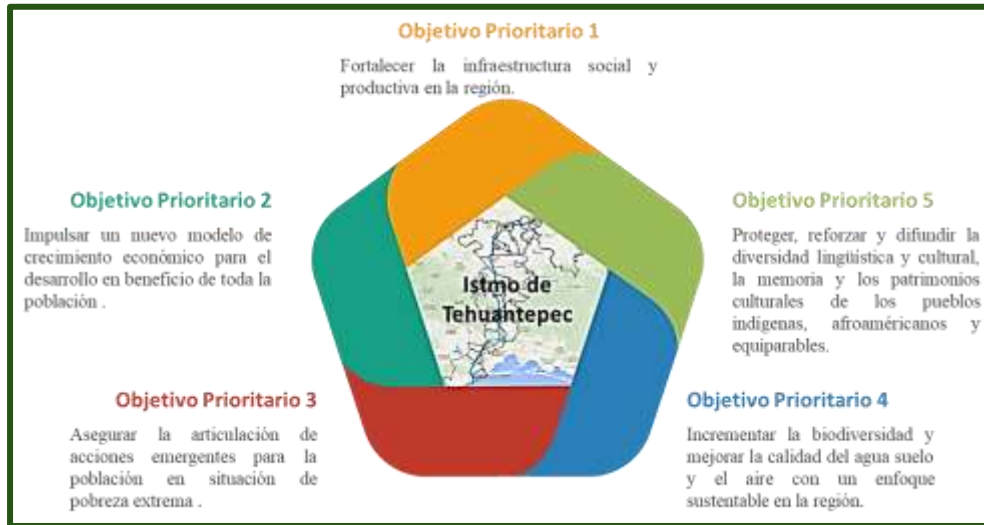 Objetivo Prioritario 1
Fortalecer la infraestructura social y
productiva en la región.
Objetivo Prioritario 2
Impulsar un nuevo modelo de
crecimiento económico para el
desarrollo en beneficio de toda la
población .
Objetivo Prioritario 5
Proteger, reforzar y difundir la
diversidad lingüística y cultural,
la memoria y los patrimonios
culturales de los pueblos
indígenas, afroaméricanos y
equiparables.
Istmo de
Tehuantepec
Objetivo Prioritario 3
Asegurar la articulación de
acciones emergentes para la
población en situación de
pobreza extrema .
Objetivo Prioritario 4
Incrementar la biodiversidad y
mejorar la calidad del agua suelo
y el aire con un enfoque
sustentable en la región.